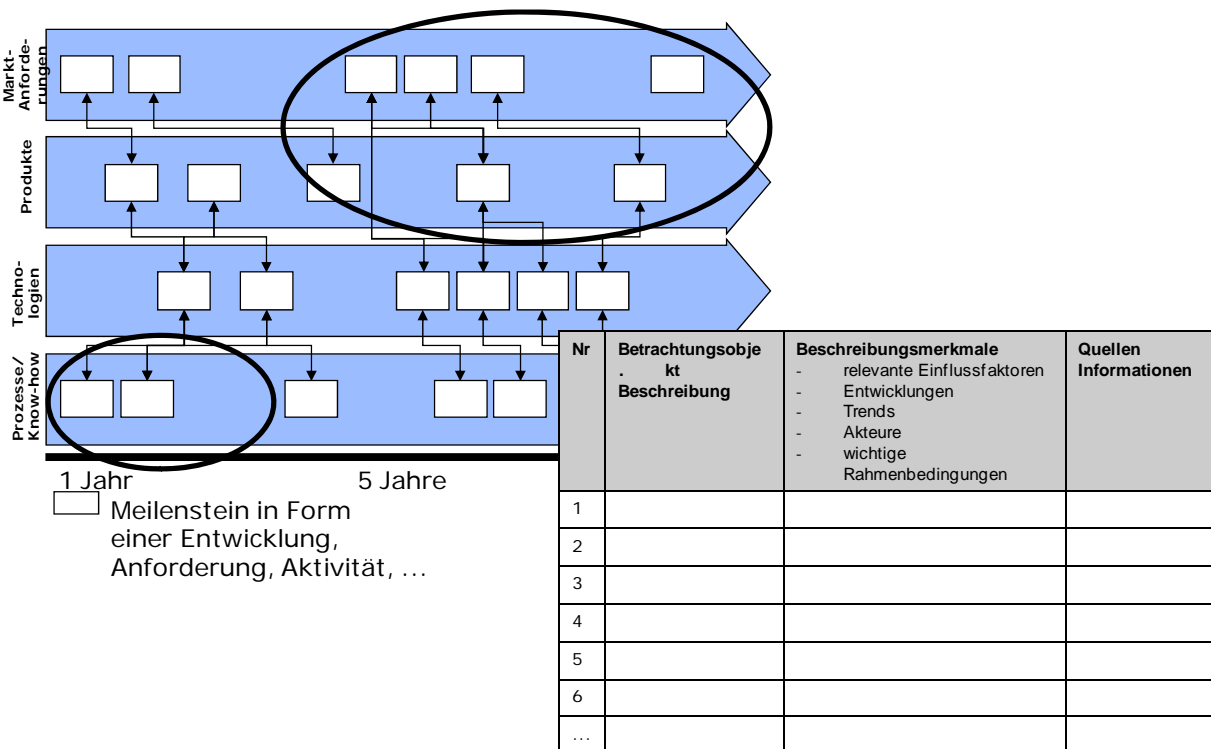 Markt-
Anforde-
rungen
Produkte
Techno-
logien
Prozesse/
Know-how
1 Jahr
5 Jahre
Meilenstein in Form
einer Entwicklung,
Anforderung, Aktivität, ...
Nr
.
Betrachtungsobje
kt
Beschreibung
Beschreibungsmerkmale
- relevante Einflussfaktoren
- Entwicklungen
- Trends
- Akteure
- wichtige
Rahmenbedingungen
Quellen
Informationen
1
2
3
4
5
6
...